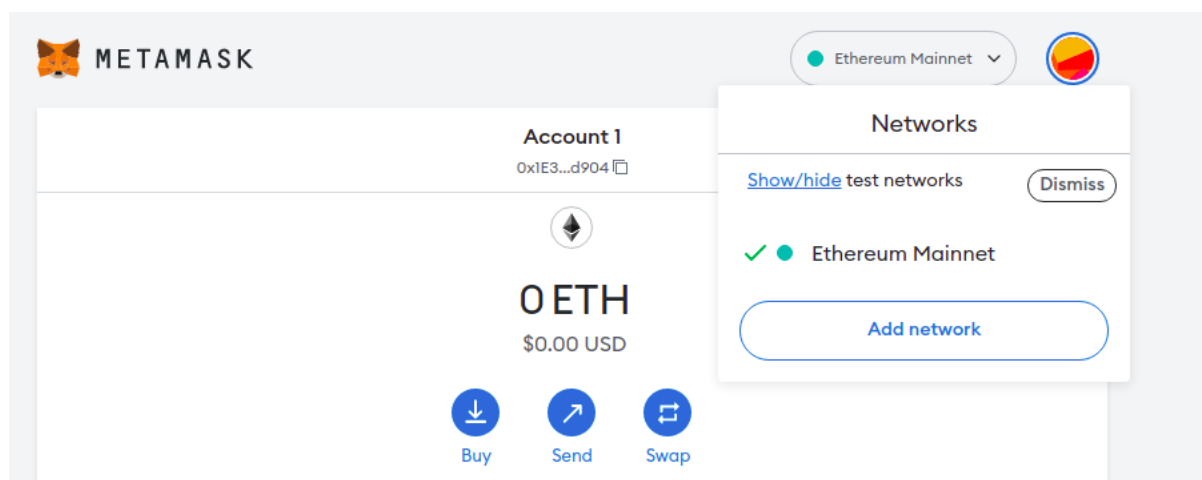 METAMASK
Ethereum Mainnet
Account 1
0x1E3...d904
0 ETH
$0.00 USD
Buy
Send
Swap
Networks
Show/hide test networks
Dismiss
Ethereum Mainnet
Add network